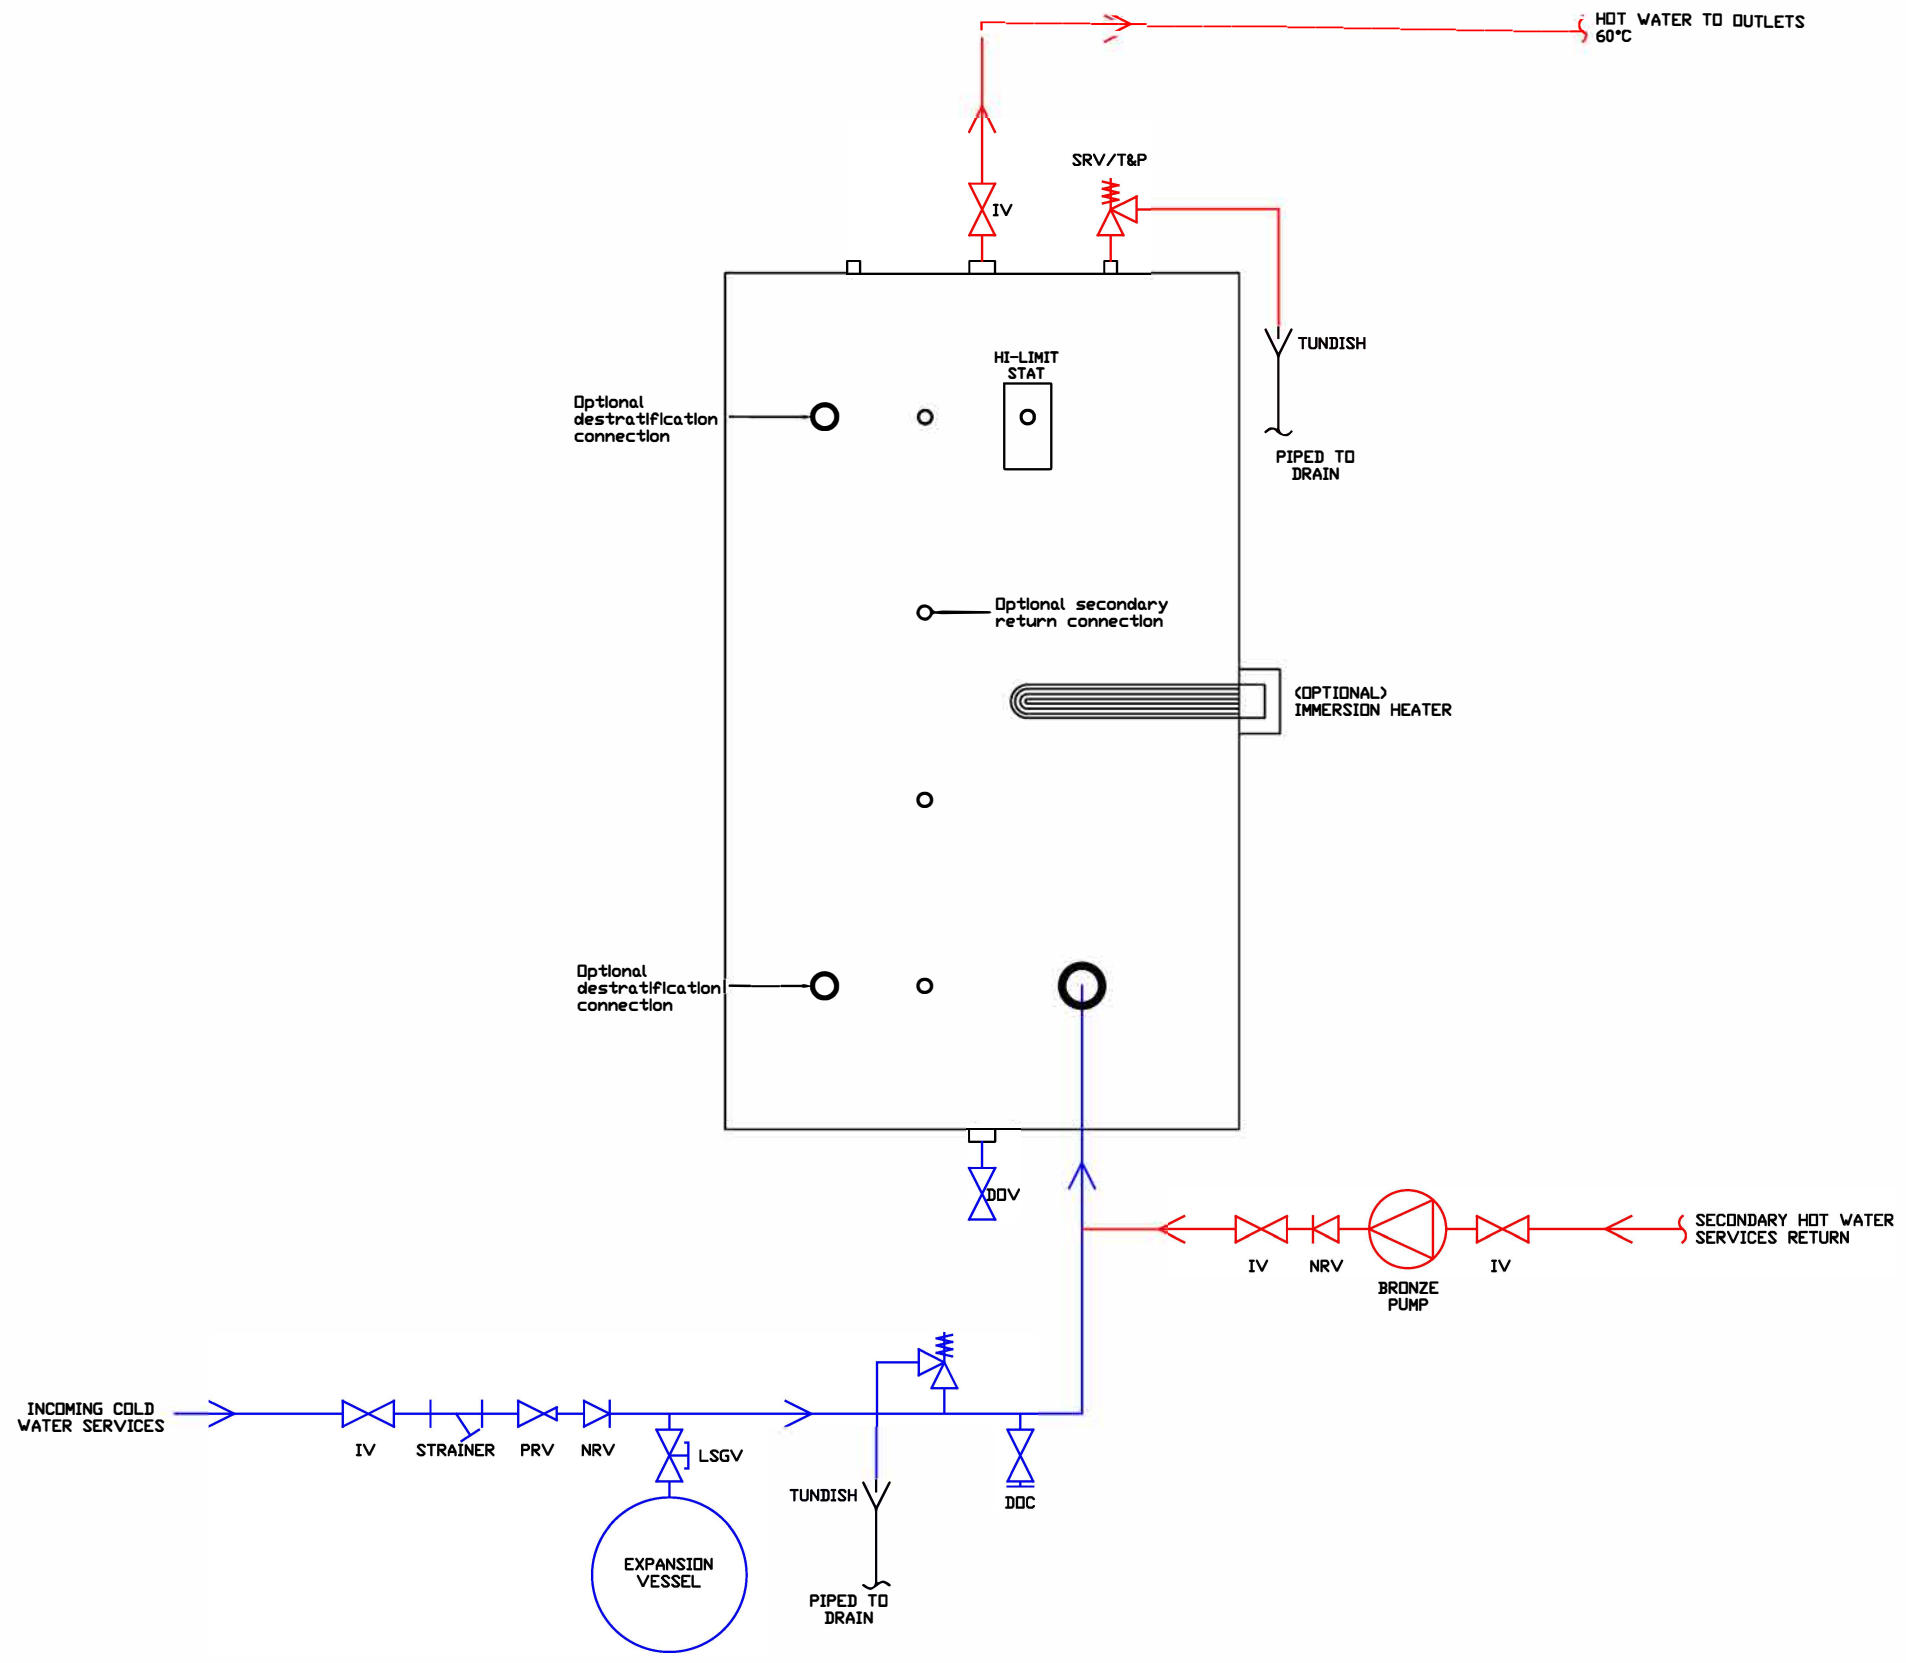 HOT WATER TO OUTLETS
60°C
SRV/T&P
IV
TUNDISH
HI-LIMIT
STAT
Optional
destratification
connection
PIPED TO
DRAIN
Optional secondary
return connection
(OPTIONAL)
IMMERSION HEATER
Optional
destratification
connection
DOV
SECONDARY HOT WATER
SERVICES RETURN
IV
NRV
IV
BRONZE
PUMP
INCOMING COLD
WATER SERVICES
IV
STRAINER
PRV
NRV
LSGV
TUNDISH
DOC
EXPANSION
VESSEL
PIPED TO
DRAIN